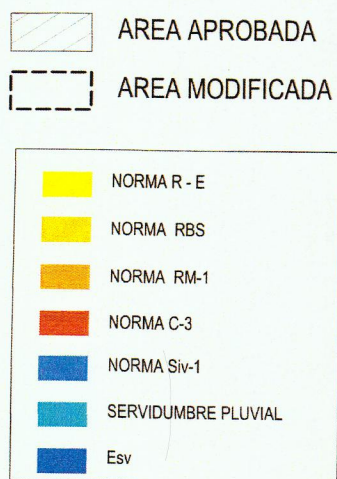 AREA APROBADA
AREA MODIFICADA
NORMA R - E
NORMA RBS
NORMA RM-1
NORMA C-3
NORMA Siv-1
SERVIDUMBRE PLUVIAL
Esv